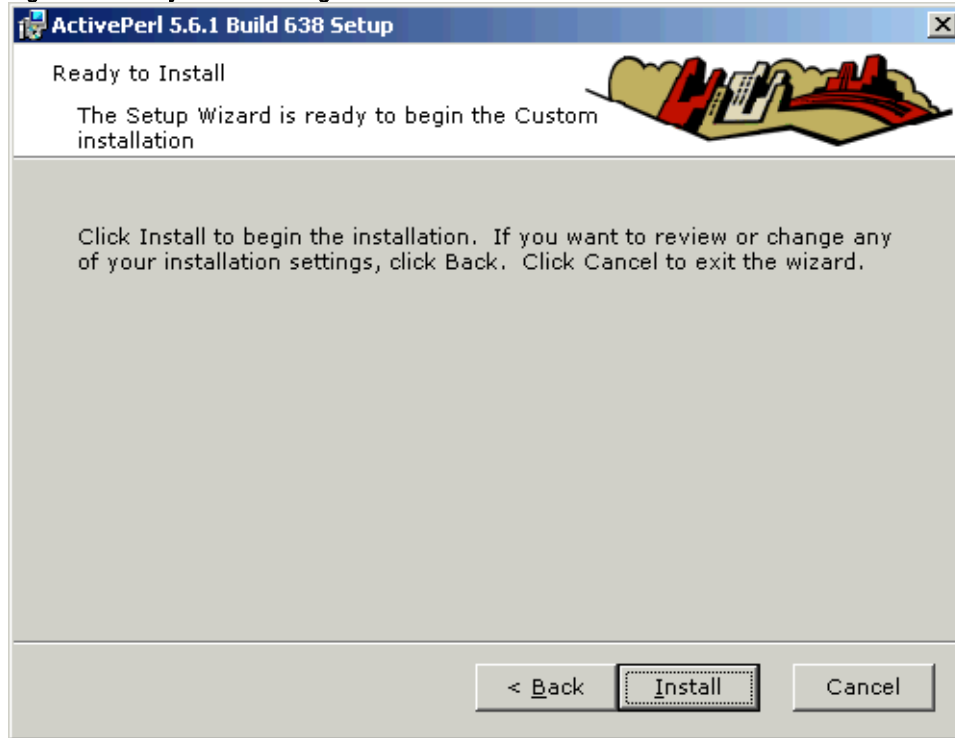 ActivePerl 5.6.1 Build 638 Setup
Ready to Install
The Setup Wizard is ready to begin the Custom
installation
Click Install to begin the installation.  If you want to review or change any
of your installation settings, click Back.  Click Cancel to exit the wizard.
< Back
Install
Cancel